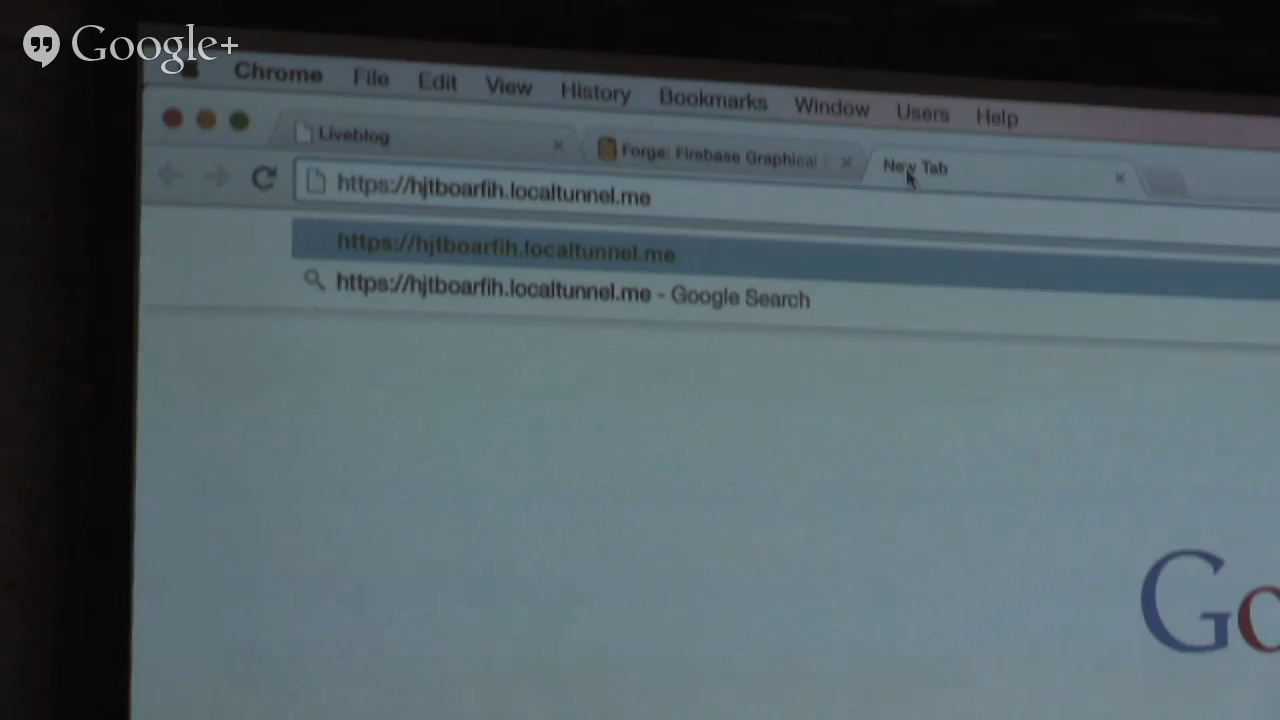 Google+
Chrome File Edit View History Bookmarks Window Users Help
Liveblog
Forge: Firebase Graphical
New Tab
https://hjtboarfih.localtunnel.me
https://hjtboarfih.localtunnel.me
https://hjtboarfih.localtunnel.me - Google Search
Go